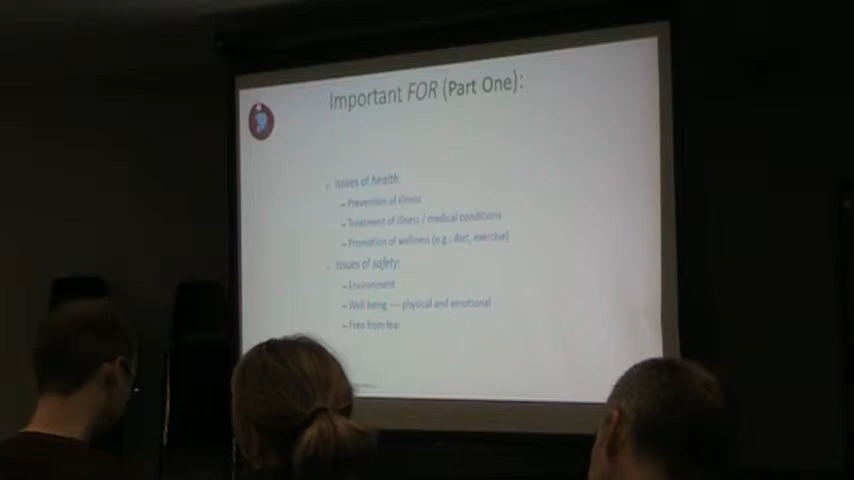 Important FOR (Part One):
Issues of health:
– Prevention of illness
– Treatment of illness / medical conditions
– Promotion of wellness (e.g.: diet, exercise)
Issues of safety:
– Environment
– Well being --- physical and emotional
– Free from fear